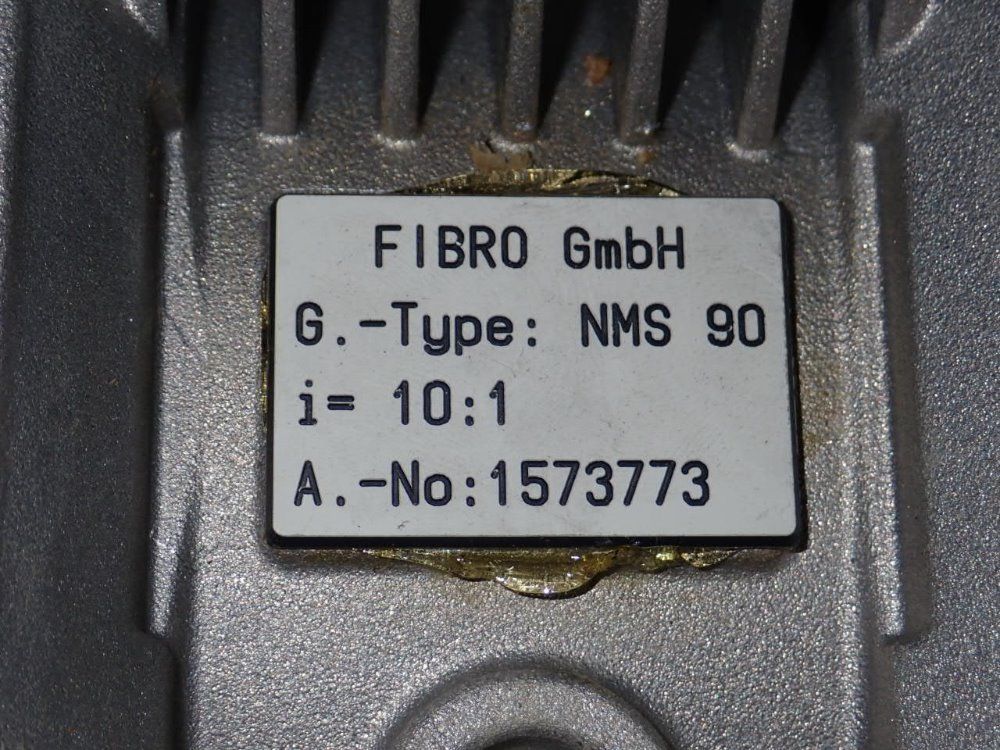 FIBRO GmbH
G.-Type: NMS 90
i= 10:1
A.-No:1573773